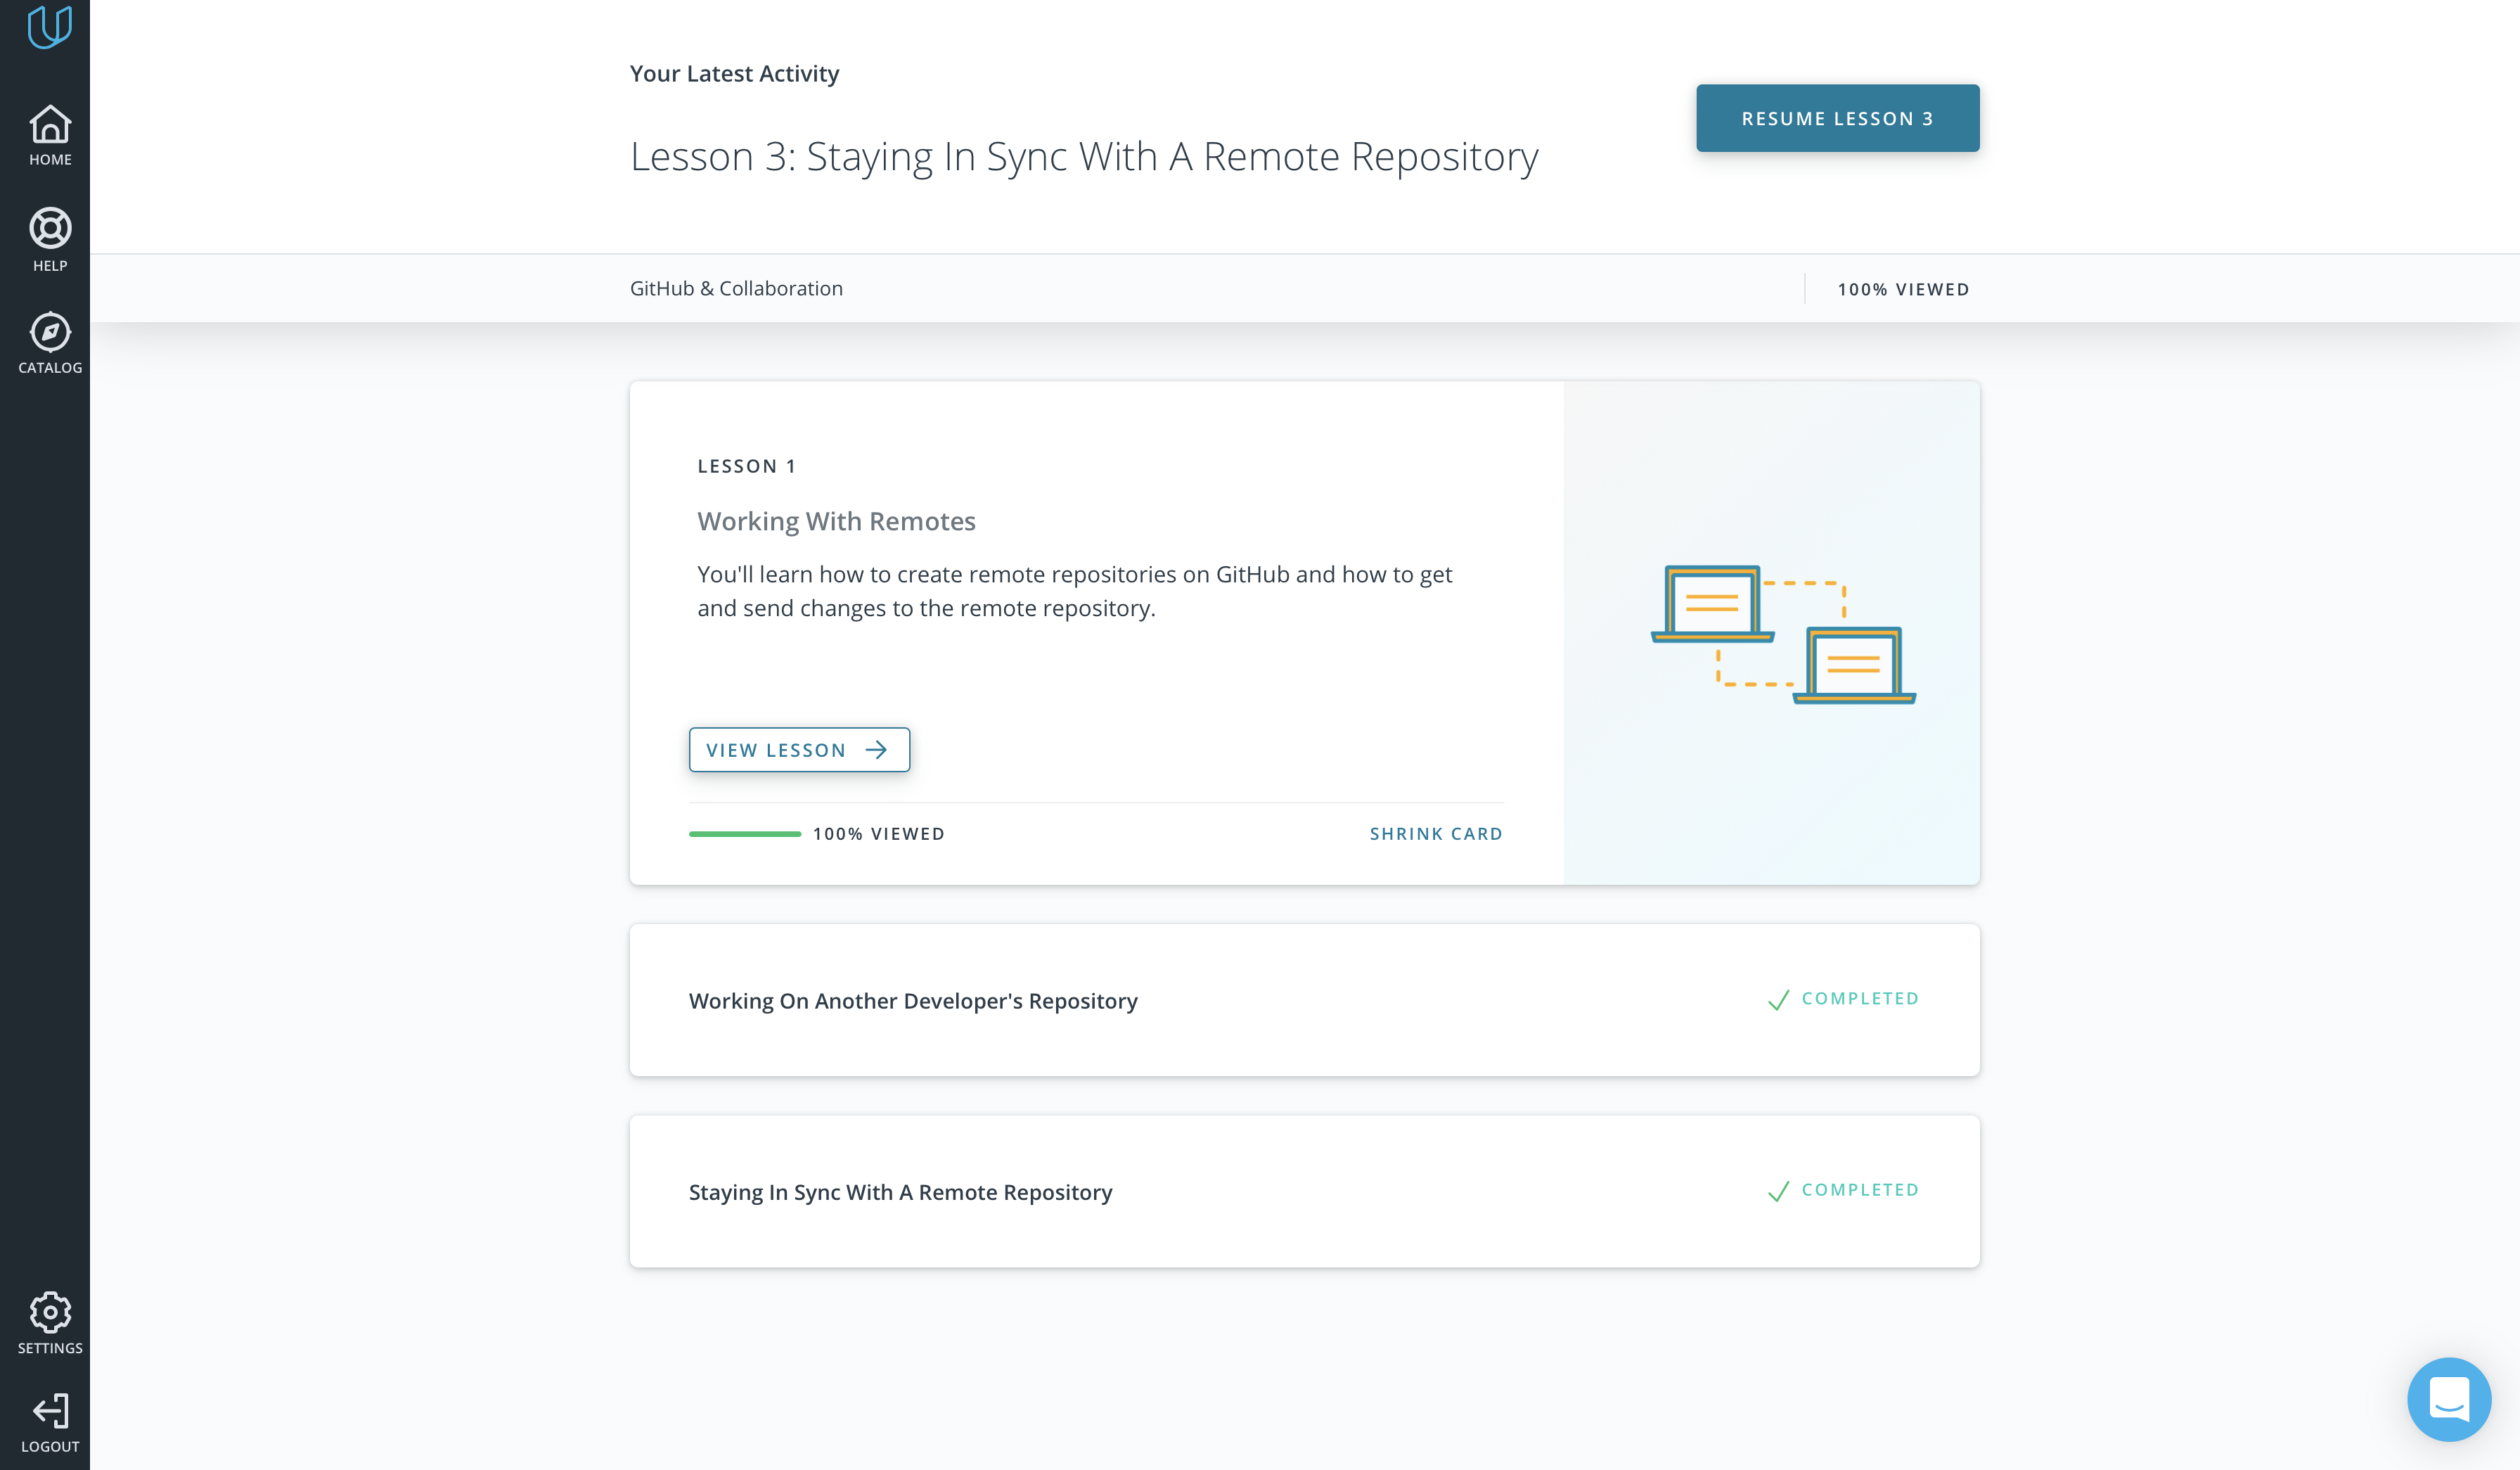 HOME
HELP
CATALOG
SETTINGS
LOGOUT
Your Latest Activity
Lesson 3: Staying In Sync With A Remote Repository
RESUME LESSON 3
GitHub & Collaboration
100% VIEWED
LESSON 1
Working With Remotes
You'll learn how to create remote repositories on GitHub and how to get
and send changes to the remote repository.
VIEW LESSON
100% VIEWED
SHRINK CARD
Working On Another Developer's Repository
COMPLETED
Staying In Sync With A Remote Repository
COMPLETED